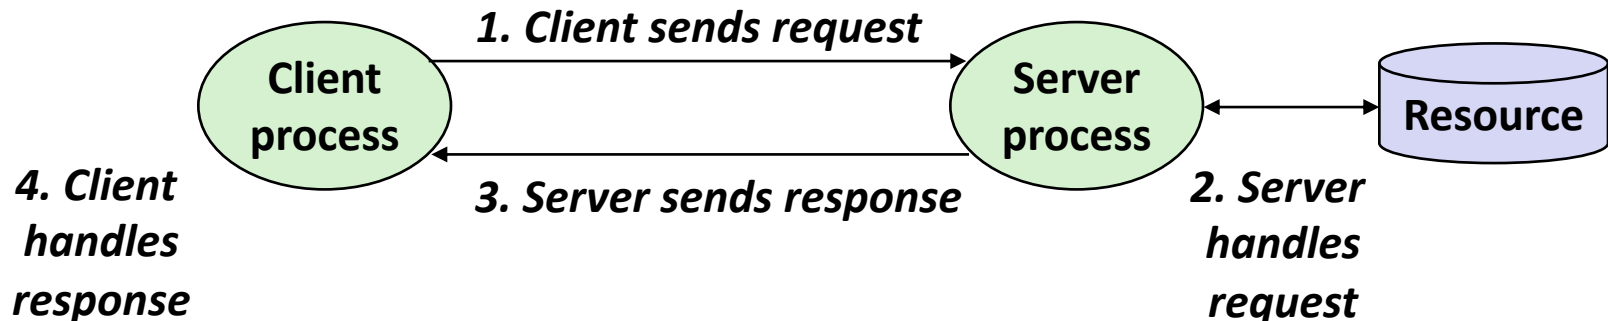 1. Client sends request
Client
process
Server
process
Resource
3. Server sends response
4. Client
handles
response
2. Server
handles
request